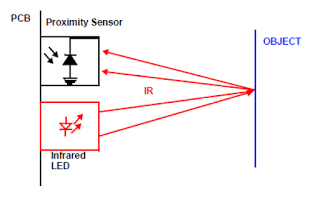 PCB
Proximity Sensor
OBJECT
IR
Infrared
LED